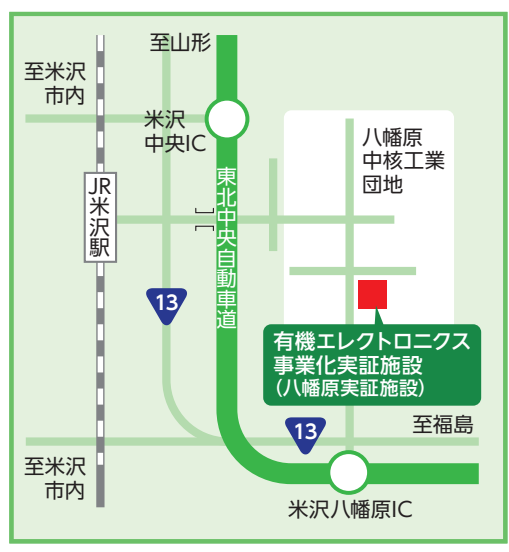 至山形
至米沢
市内
米沢
中央IC
八幡原
中核工業
団地
JR米沢駅
東北中央自動車道
13
有機エレクトロニクス
事業化実証施設
(八幡原実証施設)
13
至福島
至米沢
市内
米沢八幡原IC